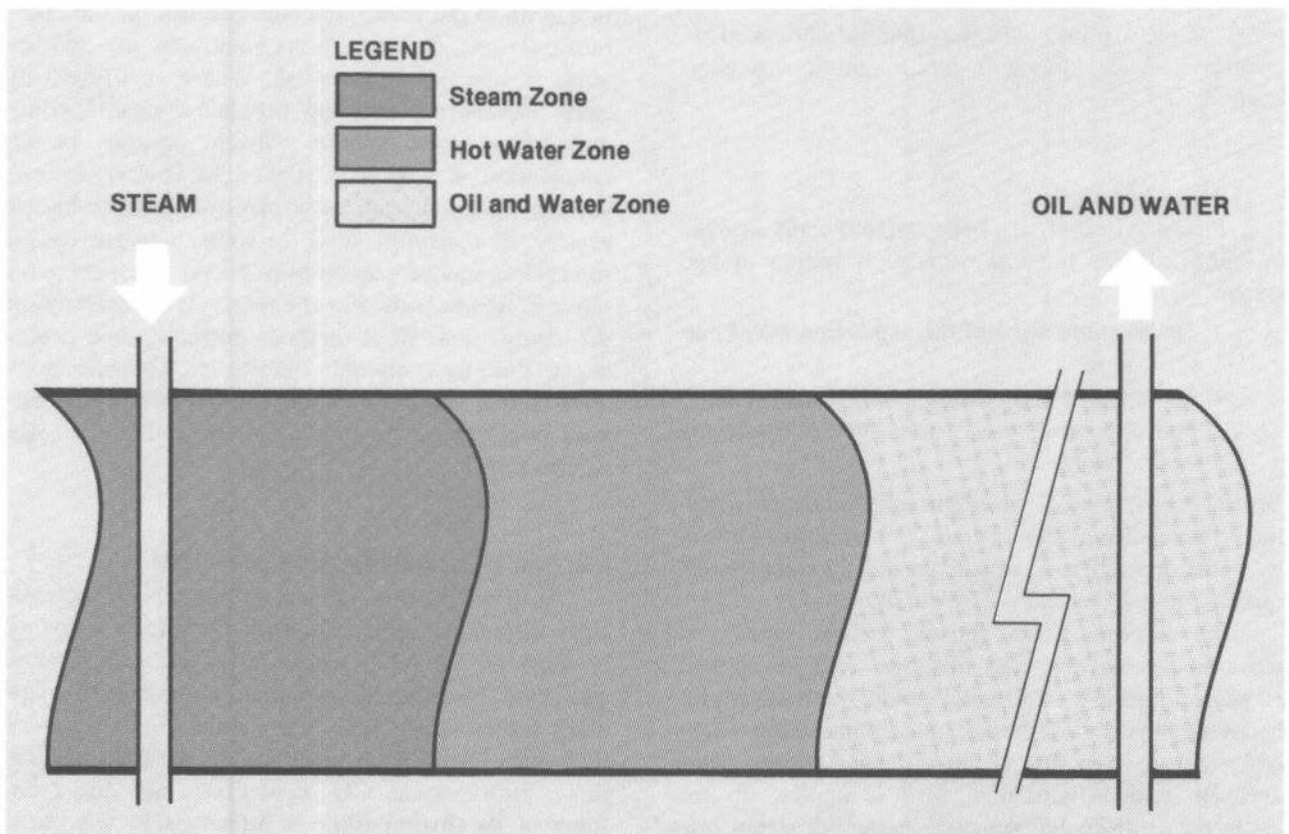 LEGEND
Steam Zone
Hot Water Zone
Oil and Water Zone
STEAM
OIL AND WATER